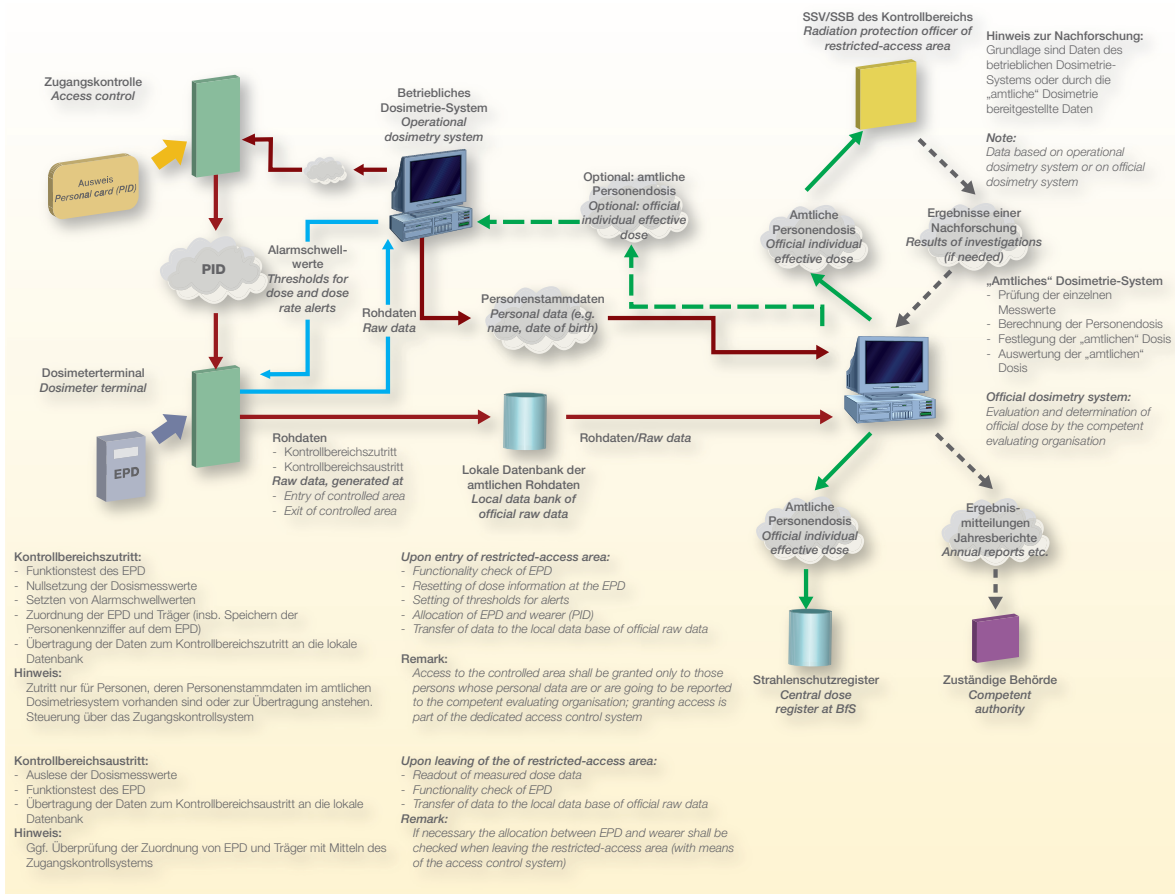 SSV/SSB des Kontrollbereichs
Radiation protection officer of
restricted-access area
Hinweis zur Nachforschung:
Grundlage sind Daten des
betrieblichen Dosimetrie-
Systems oder durch die
„amtliche" Dosimetrie
bereitgestellte Daten
Note:
Data based on operational
dosimetry system or on official
dosimetry system
Zugangskontrolle
Access control
Betriebliches
Dosimetrie-System
Operational
dosimetry system
Ausweis
Personal card (PID)
Optional: amtliche
Personendosis
Optional: official
individual effective
dose
Amtliche
Personendosis
Official individual
effective dose
Ergebnisse einer
Nachforschung
Results of investigations
(if needed)
PID
Alarmschwell-
werte
Thresholds for
dose and dose
rate alerts
Rohdaten
Raw data
Personenstammdaten
Personal data (e.g.
name, date of birth)
„Amtliches" Dosimetrie-System
- Prüfung der einzelnen
Messwerte
- Berechnung der Personendosis
- Festlegung der „amtlichen" Dosis
- Auswertung der „amtlichen"
Dosis
Official dosimetry system:
Evaluation and determination of
official dose by the competent
evaluating organisation
Dosimeterterminal
Dosimeter terminal
EPD
Rohdaten
- Kontrollbereichszutritt
- Kontrollbereichsaustritt
Raw data, generated at
- Entry of controlled area
- Exit of controlled area
Lokale Datenbank der
amtlichen Rohdaten
Local data bank of
official raw data
Rohdaten/Raw data
Amtliche
Personendosis
Official individual
effective dose
Ergebnis-
mitteilungen
Jahresberichte
Annual reports etc.
Strahlenschutzregister
Central dose
register at BfS
Zuständige Behörde
Competent
authority
Kontrollbereichszutritt:
- Funktionstest des EPD
- Nullsetzung der Dosismesswerte
- Setzten von Alarmschwellwerten
- Zuordnung der EPD und Träger (insb. Speichern der
Personenkennziffer auf dem EPD)
- Übertragung der Daten zum Kontrollbereichszutritt an die lokale
Datenbank
Hinweis:
Zutritt nur für Personen, deren Personenstammdaten im amtlichen
Dosimetriesystem vorhanden sind oder zur Übertragung anstehen.
Steuerung über das Zugangskontrollsystem
Upon entry of restricted-access area:
- Functionality check of EPD
- Resetting of dose information at the EPD
- Setting of thresholds for alerts
- Allocation of EPD and wearer (PID)
- Transfer of data to the local data base of official raw data
Remark:
Access to the controlled area shall be granted only to those
persons whose personal data are or are going to be reported
to the competent evaluating organisation; granting access is
part of the dedicated access control system
Kontrollbereichsaustritt:
- Auslese der Dosismesswerte
- Funktionstest des EPD
- Übertragung der Daten zum Kontrollbereichsaustritt an die lokale
Datenbank
Hinweis:
Ggf. Überprüfung der Zuordnung von EPD und Träger mit Mitteln des
Zugangskontrollsystems
Upon leaving of the of restricted-access area:
- Readout of measured dose data
- Functionality check of EPD
- Transfer of data to the local data base of official raw data
Remark:
If necessary the allocation between EPD and wearer shall be
checked when leaving the restricted-access area (with means
of the access control system)